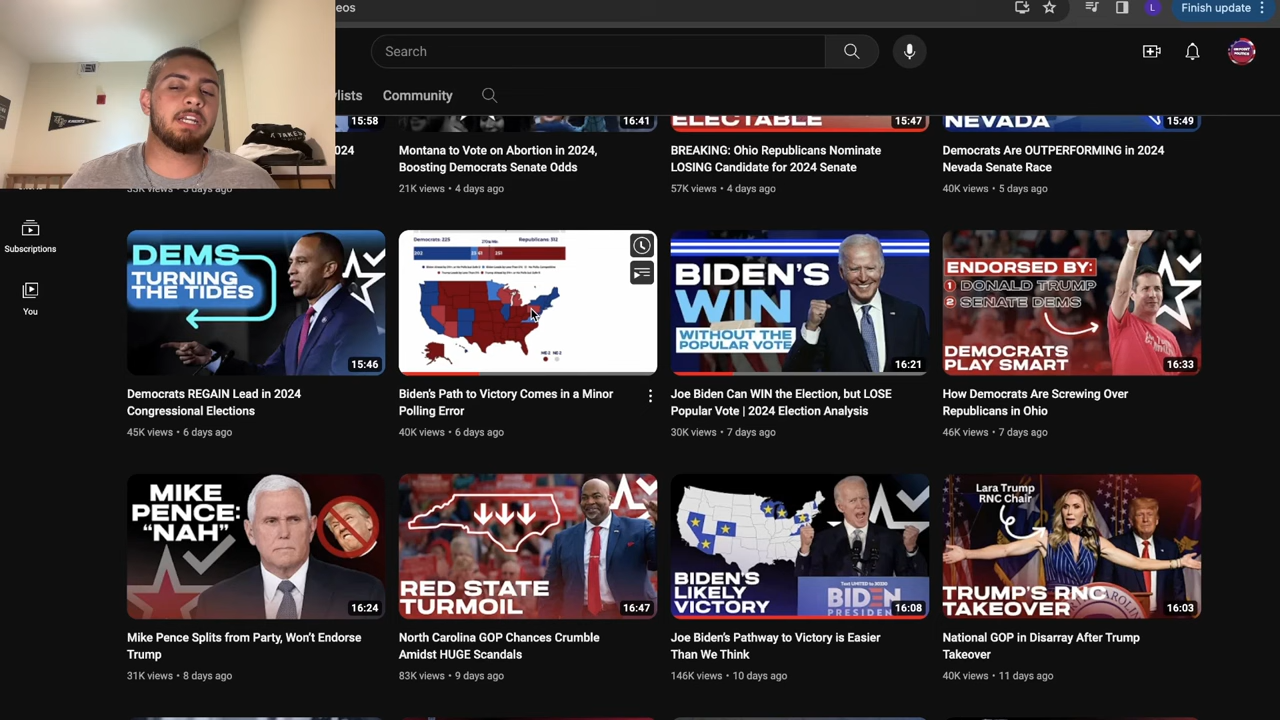 eos
Finish update
L
Search
lists
Community
15:58
16:41
ELECTABLE
15:47
NEVADA
15:49
2024
Montana to Vote on Abortion in 2024,
Boosting Democrats Senate Odds
BREAKING: Ohio Republicans Nominate
LOSING Candidate for 2024 Senate
Democrats Are OUTPERFORMING in 2024
Nevada Senate Race
21K views • 4 days ago
57K views • 4 days ago
40K views • 5 days ago
Subscriptions
You
DEMS
TURNING
THE TIDES
15:46
Democrats: 225
Republicans: 312
BIDEN'S
WIN
WITHOUT THE
POPULAR VOTE
16:21
ENDORSED BY:
1 DONALD TRUMP
2 SENATE DEMS
DEMOCRATS
PLAY SMART
16:33
Democrats REGAIN Lead in 2024
Congressional Elections
Biden's Path to Victory Comes in a Minor
Polling Error
Joe Biden Can WIN the Election, but LOSE
Popular Vote | 2024 Election Analysis
How Democrats Are Screwing Over
Republicans in Ohio
45K views • 6 days ago
40K views • 6 days ago
30K views • 7 days ago
46K views • 7 days ago
MIKE
PENCE:
“NAH”
16:24
RED STATE
TURMOIL
16:47
BIDEN'S
LIKELY
VICTORY
BIDEN
PRESIDENT
16:08
Lara Trump
RNC Chair
TRUMP'S RNC
TAKEOVER
16:03
Mike Pence Splits from Party, Won't Endorse
Trump
North Carolina GOP Chances Crumble
Amidst HUGE Scandals
Joe Biden's Pathway to Victory is Easier
Than We Think
National GOP in Disarray After Trump
Takeover
31K views • 8 days ago
83K views • 9 days ago
146K views • 10 days ago
40K views • 11 days ago